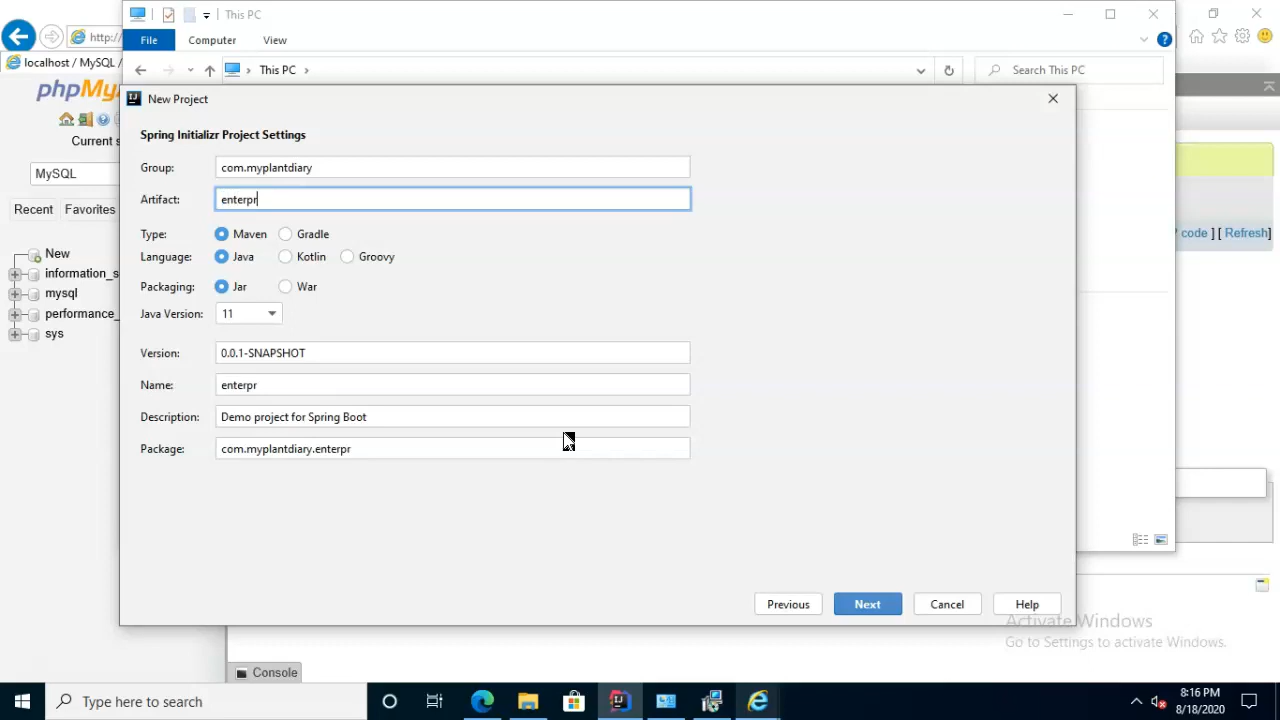 This PC
http://
File Computer View
localhost / MySQL /
This PC
Search This PC
phpMy
New Project
Spring Initializr Project Settings
Current s
Group: com.myplantdiary
MySQL
Artifact: enterpr
Recent Favorites
Type: Maven Gradle
code ] [ Refresh]
Language: Java Kotlin Groovy
New
information_s
Packaging: Jar War
mysql
performance_
Java Version: 11
sys
Version: 0.0.1-SNAPSHOT
Name: enterpr
Description: Demo project for Spring Boot
Package: com.myplantdiary.enterpr
Previous Next Cancel Help
Activate Windows
Go to Settings to activate Windows.
Console
Type here to search
8:16 PM
8/18/2020